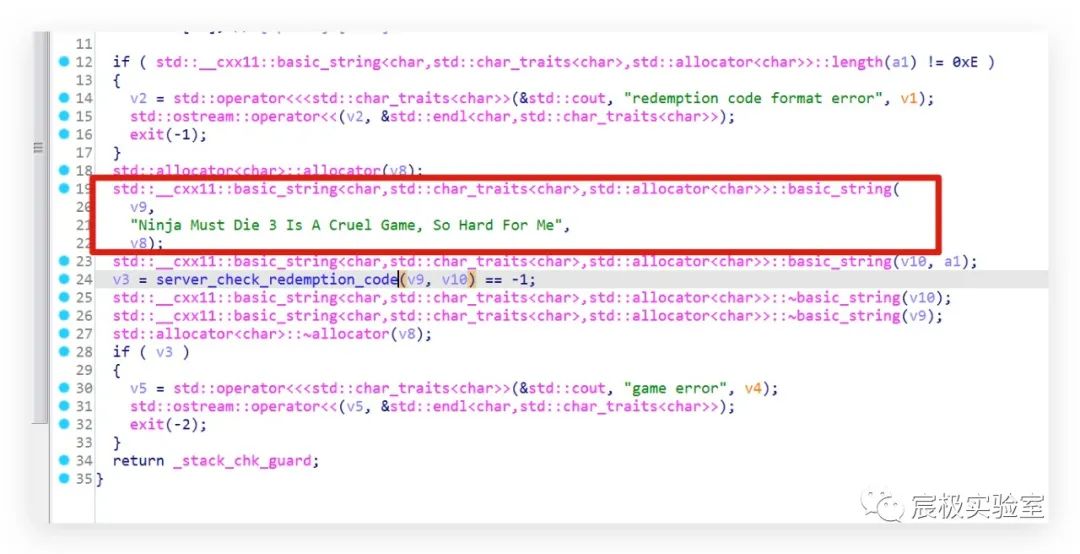 11
12 if ( std::__cxx11::basic_string<char,std::char_traits<char>,std::allocator<char>>::length(a1) != 0xE )
13 {
14 v2 = std::operator<<<std::char_traits<char>>(&std::cout, "redemption code format error", v1);
15 std::ostream::operator<<(v2, &std::endl<char,std::char_traits<char>>);
16 exit(-1);
17 }
18 std::allocator<char>::allocator(v8);
19 std::__cxx11::basic_string<char,std::char_traits<char>,std::allocator<char>>::basic_string(
20 v9,
21 "Ninja Must Die 3 Is A Cruel Game, So Hard For Me",
22 v8);
23 std::__cxx11::basic_string<char,std::char_traits<char>,std::allocator<char>>::basic_string(v10, a1);
24 v3 = server_check_redemption_code(v9, v10) == -1;
25 std::__cxx11::basic_string<char,std::char_traits<char>,std::allocator<char>>::~basic_string(v10);
26 std::__cxx11::basic_string<char,std::char_traits<char>,std::allocator<char>>::~basic_string(v9);
27 std::allocator<char>::~allocator(v8);
28 if ( v3 )
29 {
30 v5 = std::operator<<<std::char_traits<char>>(&std::cout, "game error", v4);
31 std::ostream::operator<<(v5, &std::endl<char,std::char_traits<char>>);
32 exit(-2);
33 }
34 return _stack_chk_guard;
35 }
宸极实验室